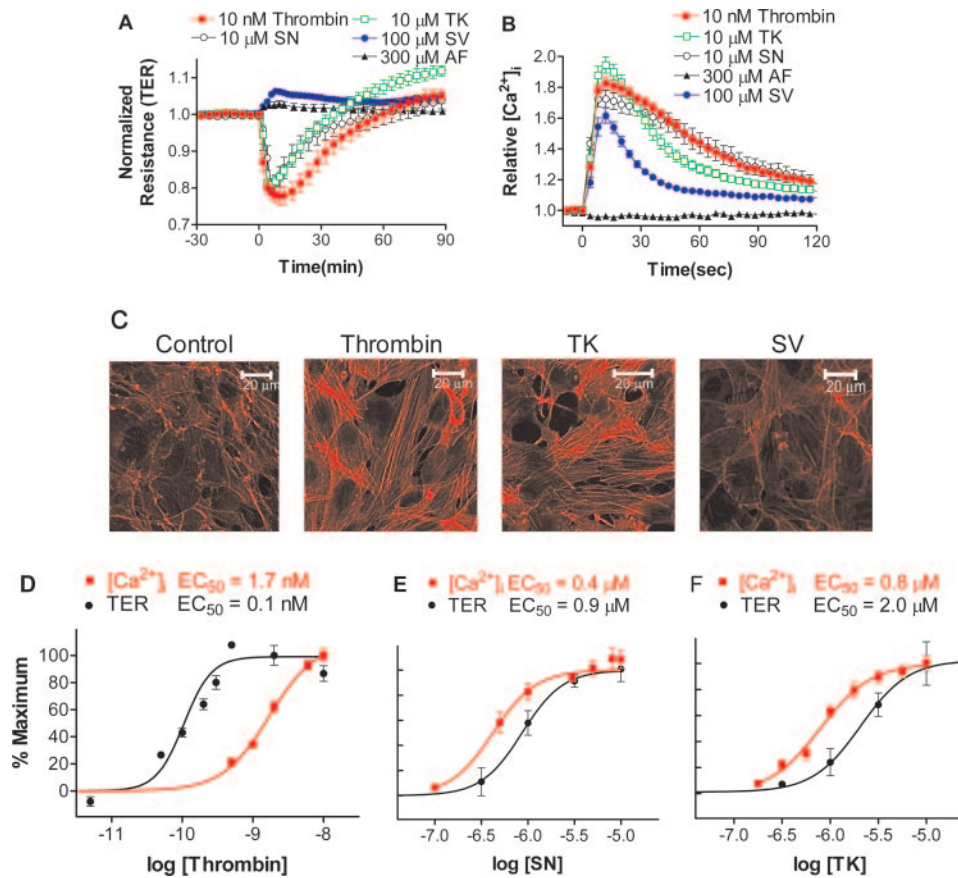 A
10 nM Thrombin
10 μM TK
10 μM SN
100 μM SV
300 μM AF
Normalized
Resistance (TER)
1.2
1.1
1.0
0.9
0.8
0.7
-30
0
30
60
90
Time(min)
B
10 nM Thrombin
10 μM TK
10 μM SN
300 μM AF
100 μM SV
Relative [Ca2+]i
2.0
1.8
1.6
1.4
1.2
1.0
0
30
60
90
120
Time(sec)
C
Control
Thrombin
TK
SV
20 μm
20 μm
20 μm
20 μm
D
[Ca2+]i EC50 = 1.7 nM
TER EC50 = 0.1 nM
% Maximum
100
80
60
40
20
0
-11
-10
-9
-8
log [Thrombin]
E
[Ca2+]i EC50 = 0.4 μM
TER EC50 = 0.9 μM
-7.0
-6.5
-6.0
-5.5
-5.0
log [SN]
F
[Ca2+]i EC50 = 0.8 μM
TER EC50 = 2.0 μM
-7.0
-6.5
-6.0
-5.5
-5.0
log [TK]